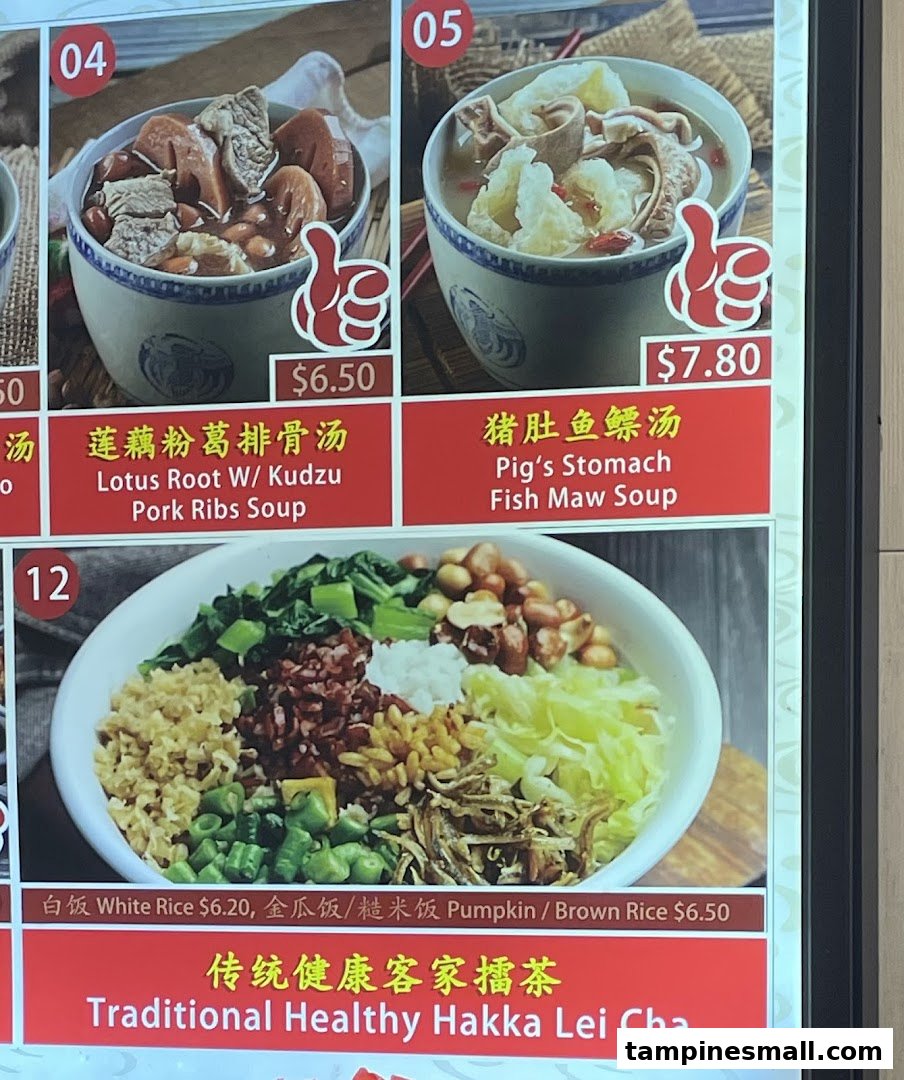 04
05
$6.50
$7.80
50
汤
o
莲藕粉葛排骨汤
Lotus Root W/ Kudzu
Pork Ribs Soup
猪肚鱼鳔汤
Pig's Stomach
Fish Maw Soup
12
白饭 White Rice $6.20, 金瓜饭/糙米饭 Pumpkin / Brown Rice $6.50
传统健康客家擂茶
Traditional Healthy Hakka Lei Cha
tampinesmall.com